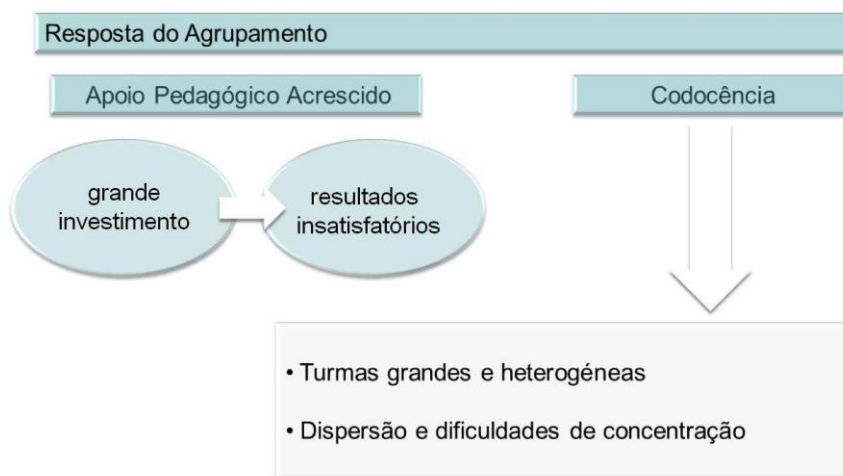 Resposta do Agrupamento
Apoio Pedagógico Acrescido
Codocência
grande
investimento
resultados
insatisfatórios
• Turmas grandes e heterogéneas
• Dispersão e dificuldades de concentração